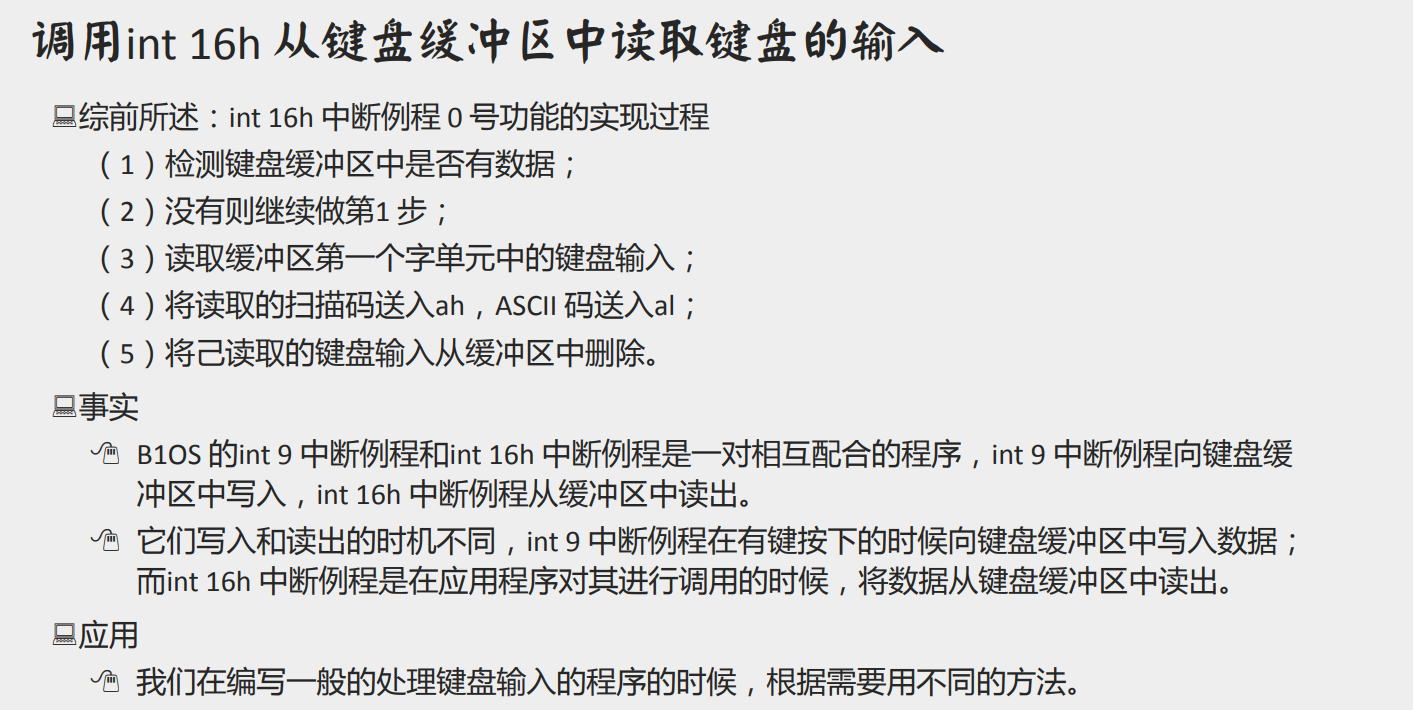 调用int 16h 从键盘缓冲区中读取键盘的输入
综前所述：int 16h 中断例程 0 号功能的实现过程
（1）检测键盘缓冲区中是否有数据；
（2）没有则继续做第1 步；
（3）读取缓冲区第一个字单元中的键盘输入；
（4）将读取的扫描码送入ah，ASCII 码送入al；
（5）将己读取的键盘输入从缓冲区中删除。
事实
B1OS 的int 9 中断例程和int 16h 中断例程是一对相互配合的程序，int 9 中断例程向键盘缓
冲区中写入，int 16h 中断例程从缓冲区中读出。
它们写入和读出的时机不同，int 9 中断例程在有键按下的时候向键盘缓冲区中写入数据；
而int 16h 中断例程是在应用程序对其进行调用的时候，将数据从键盘缓冲区中读出。
应用
我们在编写一般的处理键盘输入的程序的时候，根据需要用不同的方法。